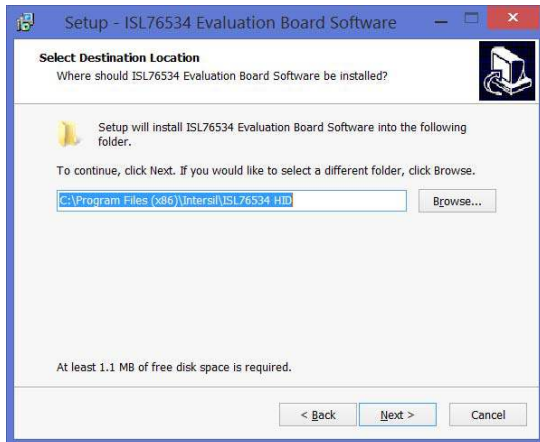 Setup - ISL76534 Evaluation Board Software
Select Destination Location
Where should ISL76534 Evaluation Board Software be installed?
Setup will install ISL76534 Evaluation Board Software into the following
folder.
To continue, click Next. If you would like to select a different folder, click Browse.
C:\Program Files (x86)\Intersil\ISL76534 HID
Browse...
At least 1.1 MB of free disk space is required.
< Back
Next >
Cancel